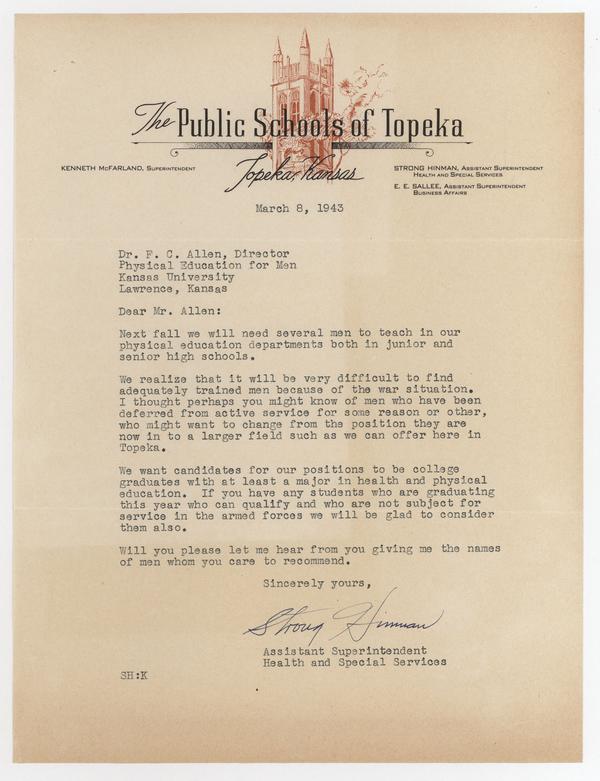 The Public Schools of Topeka
Topeka, Kansas
KENNETH McFARLAND, SUPERINTENDENT
STRONG HINMAN, ASSISTANT SUPERINTENDENT
HEALTH AND SPECIAL SERVICES
E. E. SALLEE, ASSISTANT SUPERINTENDENT
BUSINESS AFFAIRS
March 8, 1943
Dr. F. C. Allen, Director
Physical Education for Men
Kansas University
Lawrence, Kansas
Dear Mr. Allen:
Next fall we will need several men to teach in our
physical education departments both in junior and
senior high schools.
We realize that it will be very difficult to find
adequately trained men because of the war situation.
I thought perhaps you might know of men who have been
deferred from active service for some reason or other,
who might want to change from the position they are
now in to a larger field such as we can offer here in
Topeka.
We want candidates for our positions to be college
graduates with at least a major in health and physical
education.  If you have any students who are graduating
this year who can qualify and who are not subject for
service in the armed forces we will be glad to consider
them also.
Will you please let me hear from you giving me the names
of men whom you care to recommend.
Sincerely yours,
Strong Hinman
Assistant Superintendent
Health and Special Services
SH:K